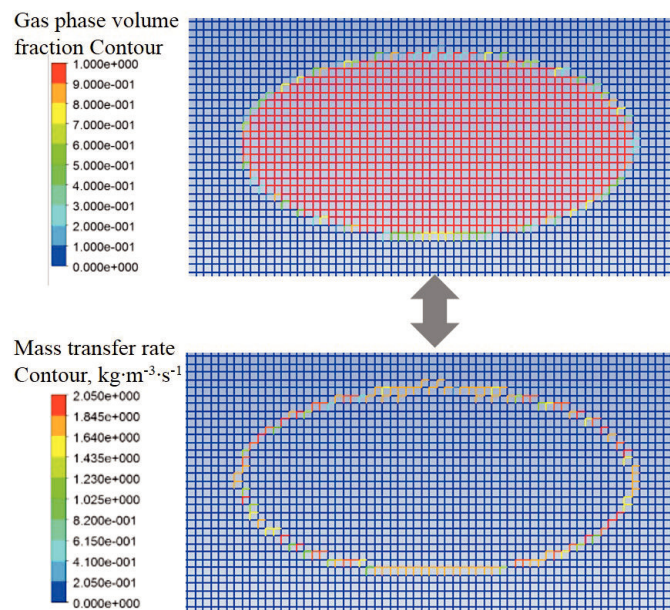 Gas phase volume
fraction Contour
1.000e+000
9.000e-001
8.000e-001
7.000e-001
6.000e-001
5.000e-001
4.000e-001
3.000e-001
2.000e-001
1.000e-001
0.000e+000
Mass transfer rate
Contour, kg·m⁻³·s⁻¹
2.050e+000
1.845e+000
1.640e+000
1.435e+000
1.230e+000
1.025e+000
8.200e-001
6.150e-001
4.100e-001
2.050e-001
0.000e+000